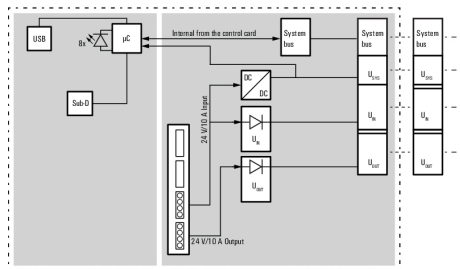 USB
8x
µC
Internal from the control card
System
bus
System
bus
System
bus
Sub-D
DC
DC
U_SYS
U_SYS
24 V/10 A Input
U_IN
U_IN
U_IN
U_OUT
U_OUT
U_OUT
24 V/10 A Output